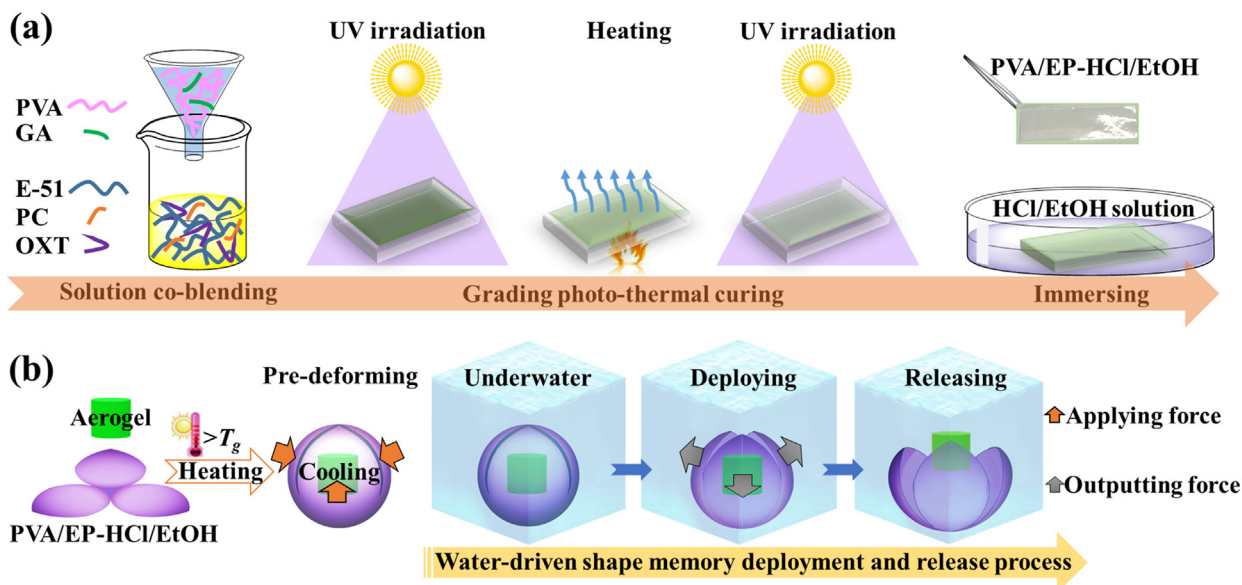 (a)
UV irradiation
Heating
UV irradiation
PVA/EP-HCl/EtOH
PVA
GA
E-51
PC
OXT
HCl/EtOH solution
Solution co-blending
Grading photo-thermal curing
Immersing
(b)
Pre-deforming
Underwater
Deploying
Releasing
Aerogel
>Tg
Heating
Cooling
Applying force
Outputting force
PVA/EP-HCl/EtOH
Water-driven shape memory deployment and release process